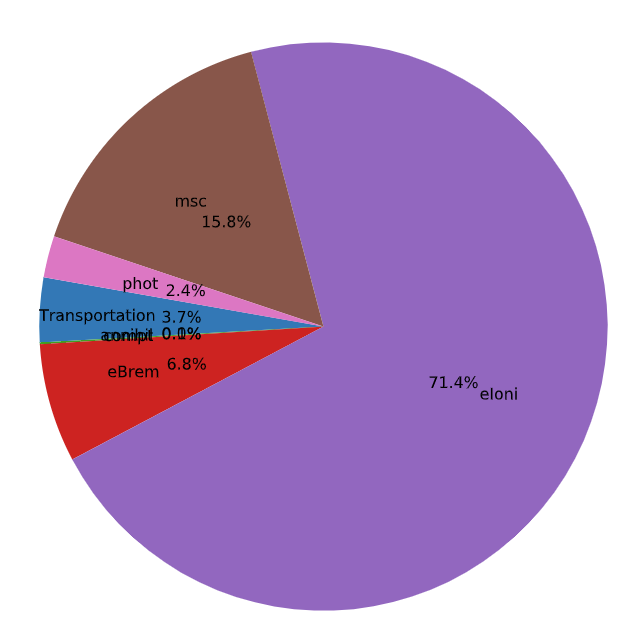 msc
15.8%
phot 2.4%
Transportation 3.7%
eBrem 6.8%
71.4%
eIoni